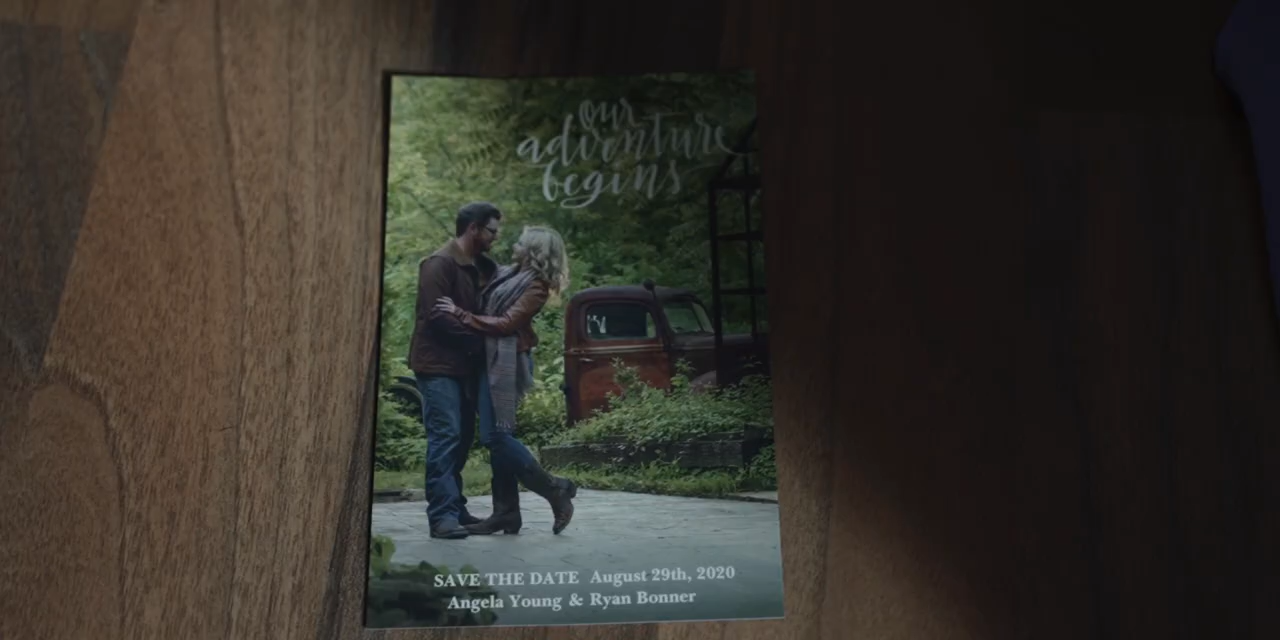 our
adventure
begins
SAVE THE DATE August 29th, 2020
Angela Young & Ryan Bonner